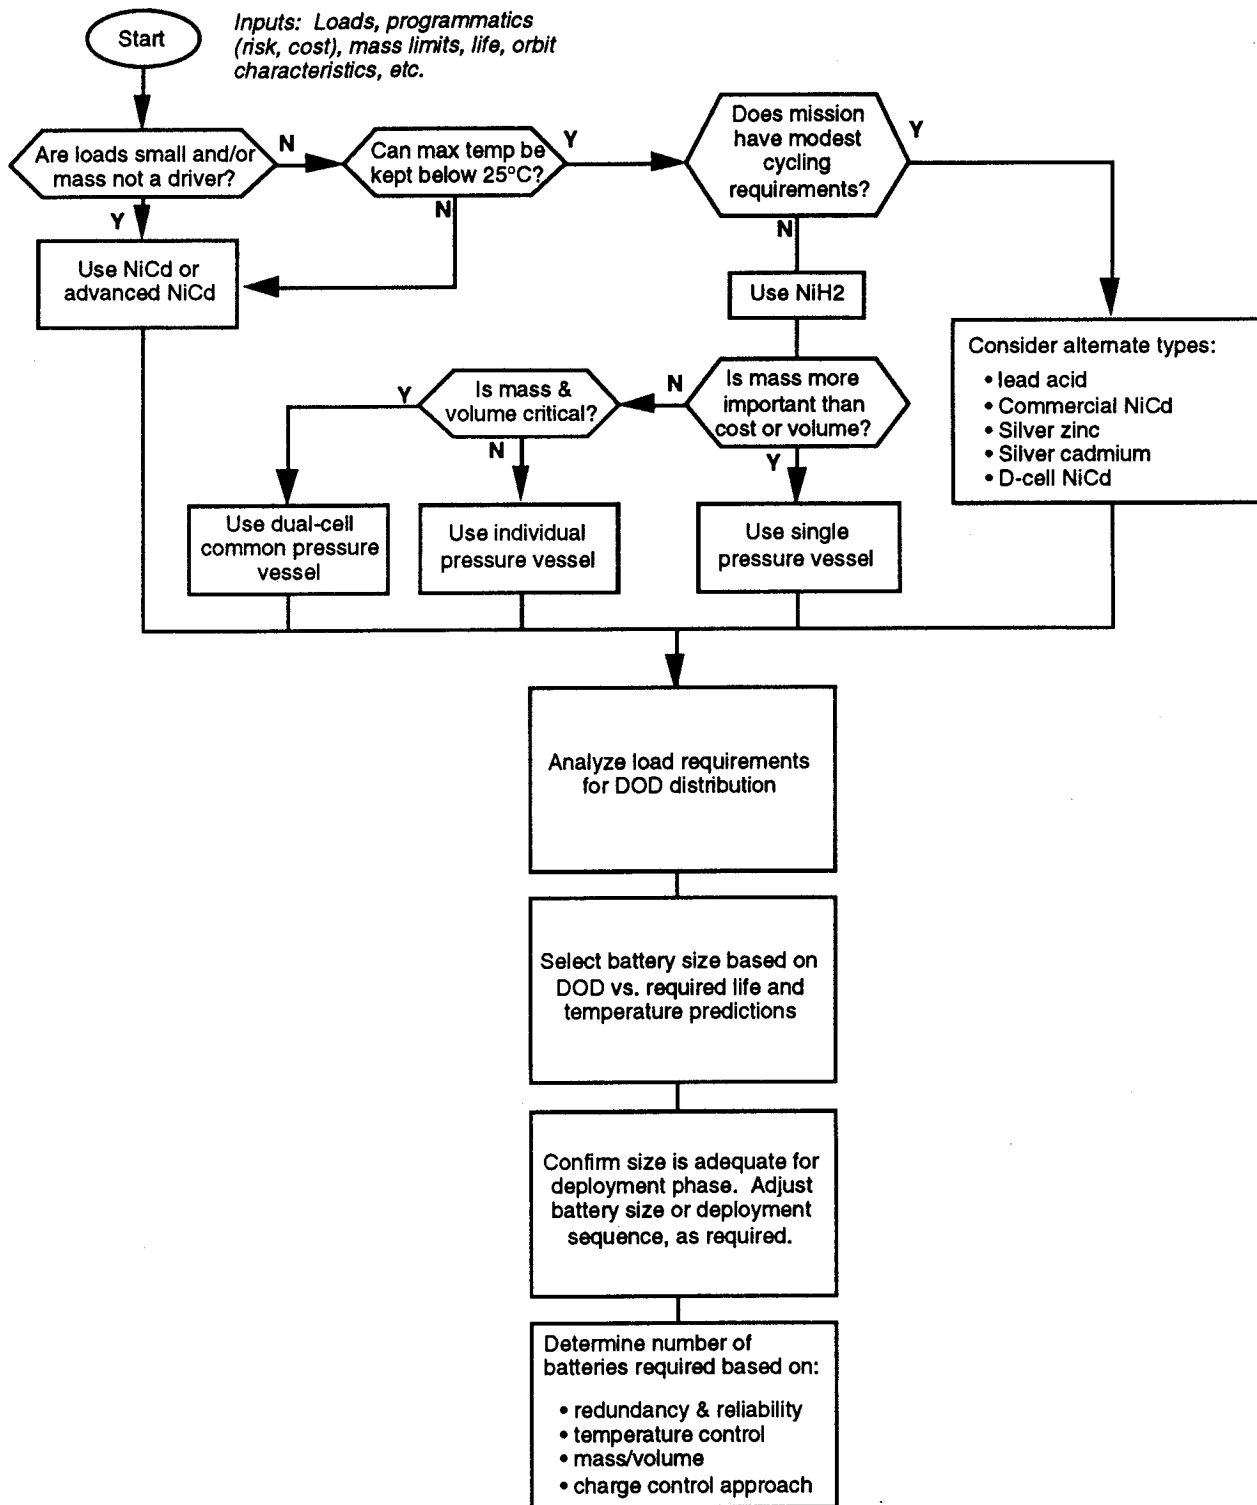 Start
Inputs: Loads, programmatics
(risk, cost), mass limits, life, orbit
characteristics, etc.
Are loads small and/or
mass not a driver?
N
Can max temp be
kept below 25°C?
Y
Does mission
have modest
cycling
requirements?
Y
Y
N
N
Use NiCd or
advanced NiCd
Use NiH2
Consider alternate types:
• lead acid
• Commercial NiCd
• Silver zinc
• Silver cadmium
• D-cell NiCd
Y
Is mass &
volume critical?
N
Is mass more
important than
cost or volume?
N
Y
Use dual-cell
common pressure
vessel
Use individual
pressure vessel
Use single
pressure vessel
Analyze load requirements
for DOD distribution
Select battery size based on
DOD vs. required life and
temperature predictions
Confirm size is adequate for
deployment phase. Adjust
battery size or deployment
sequence, as required.
Determine number of
batteries required based on:
• redundancy & reliability
• temperature control
• mass/volume
• charge control approach